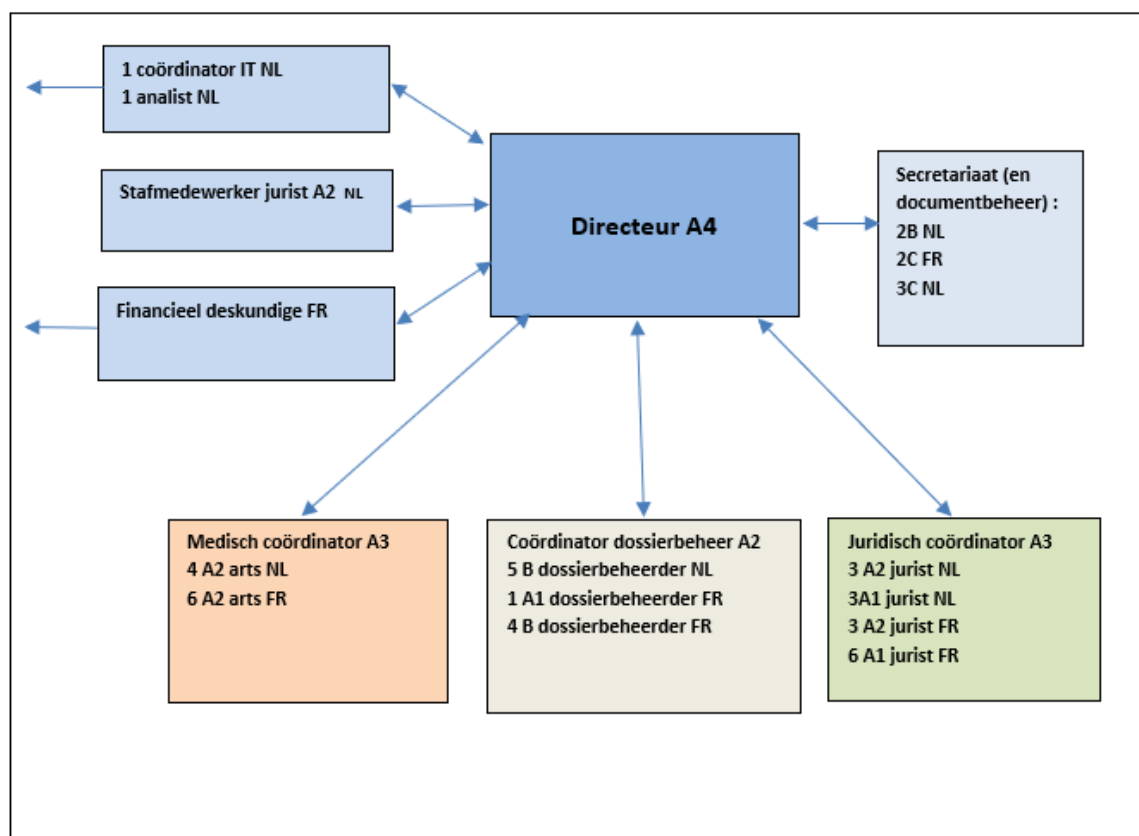 1 coördinator IT NL
1 analist NL
Stafmedewerker jurist A2 NL
Financieel deskundige FR
Directeur A4
Secretariaat (en
documentbeheer) :
2B NL
2C FR
3C NL
Medisch coördinator A3
4 A2 arts NL
6 A2 arts FR
Coördinator dossierbeheer A2
5 B dossierbeheerder NL
1 A1 dossierbeheerder FR
4 B dossierbeheerder FR
Juridisch coördinator A3
3 A2 jurist NL
3A1 jurist NL
3 A2 jurist FR
6 A1 jurist FR